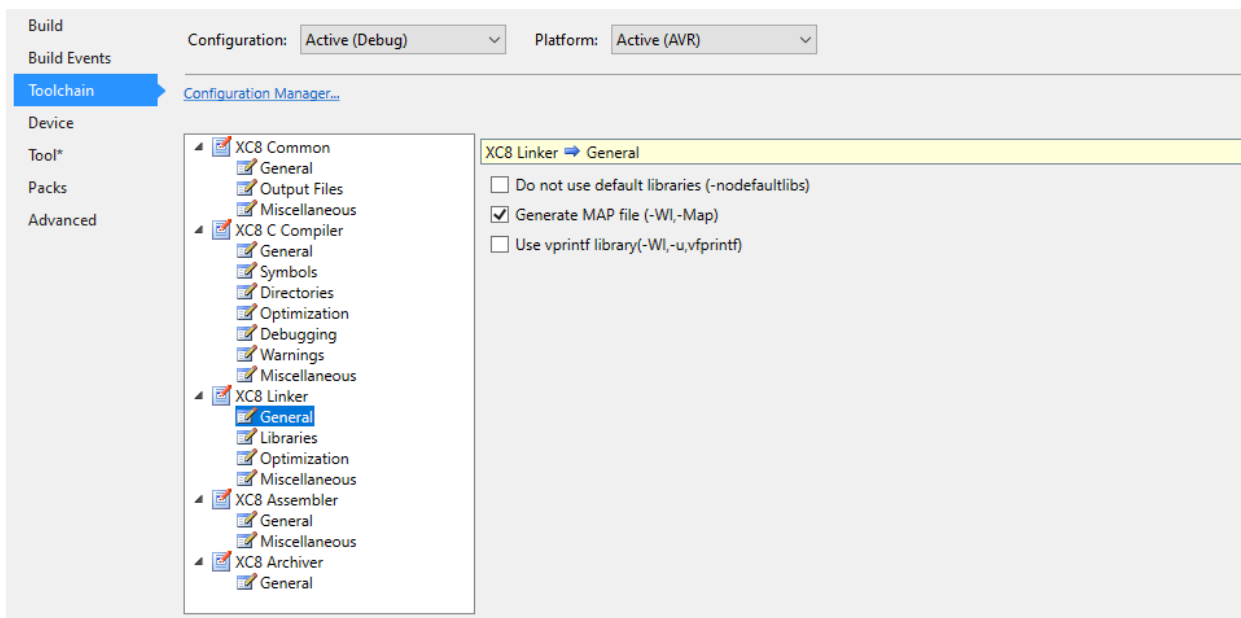 Build
Build Events
Toolchain
Device
Tool*
Packs
Advanced
Configuration: Active (Debug) Platform: Active (AVR)
Configuration Manager...
XC8 Common
General
Output Files
Miscellaneous
XC8 C Compiler
General
Symbols
Directories
Optimization
Debugging
Warnings
Miscellaneous
XC8 Linker
General
Libraries
Optimization
Miscellaneous
XC8 Assembler
General
Miscellaneous
XC8 Archiver
General
XC8 Linker ➡ General
Do not use default libraries (-nodefaultlibs)
Generate MAP file (-Wl,-Map)
Use vprintf library(-Wl,-u,vfprintf)